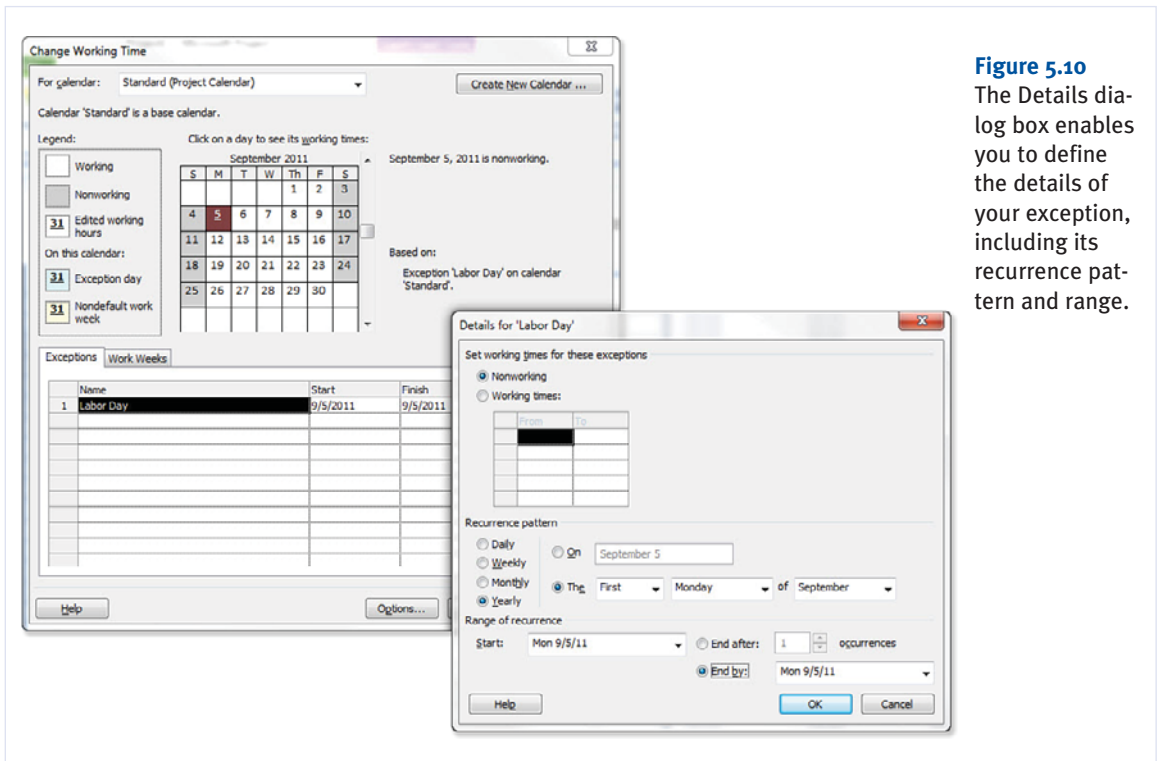 Change Working Time
For calendar: Standard (Project Calendar)
Create New Calendar ...
Calendar 'Standard' is a base calendar.
Legend:
Working
Nonworking
31 Edited working
hours
On this calendar:
31 Exception day
31 Nondefault work
week
Click on a day to see its working times:
September 2011
S M T W Th F S
1 2 3
4 5 6 7 8 9 10
11 12 13 14 15 16 17
18 19 20 21 22 23 24
25 26 27 28 29 30
September 5, 2011 is nonworking.
Based on:
Exception 'Labor Day' on calendar
'Standard'.
Exceptions Work Weeks
Name Start Finish
1 Labor Day 9/5/2011 9/5/2011
Help
Options...
Details for 'Labor Day'
Set working times for these exceptions
Nonworking
Working times:
From To
Recurrence pattern
Daily
Weekly
Monthly
Yearly
On September 5
The First Monday of September
Range of recurrence
Start: Mon 9/5/11
End after: 1 occurrences
End by: Mon 9/5/11
Help
OK
Cancel
Figure 5.10
The Details dia-
log box enables
you to define
the details of
your exception,
including its
recurrence pat-
tern and range.